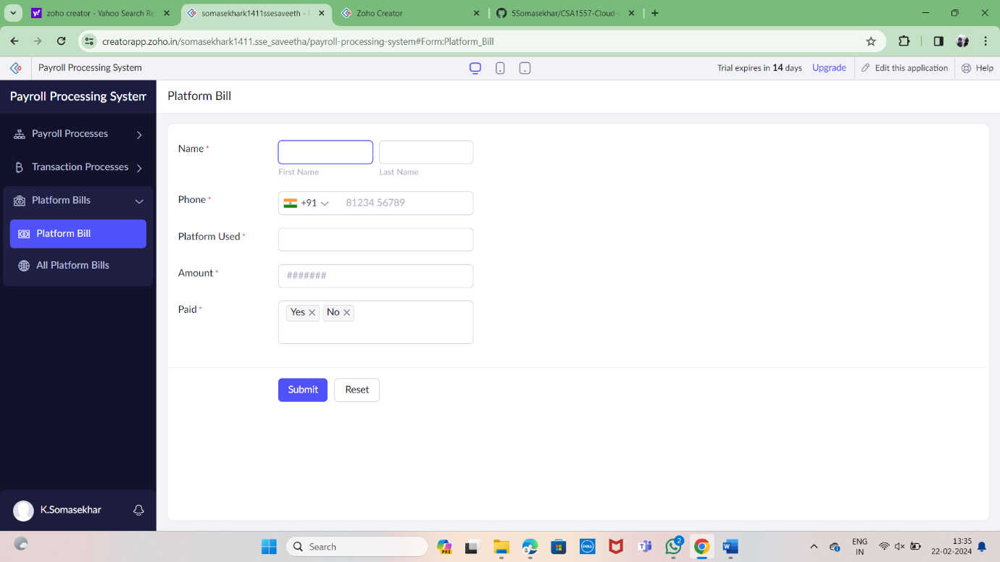 zoho creator - Yahoo Search Re
somasekhark1411ssesaveeth -
Zoho Creator
5Somasekhar/CSA1557-Cloud-
creatorapp.zoho.in/somasekhark1411.sse_saveetha/payroll-processing-system#Form:Platform_Bill
Payroll Processing System
Trial expires in 14 days
Upgrade
Edit this application
Help
Payroll Processing System
Platform Bill
Payroll Processes
Transaction Processes
Platform Bills
Platform Bill
All Platform Bills
Name *
First Name
Last Name
Phone *
+91
81234 56789
Platform Used *
Amount *
#######
Paid *
Yes ×
No ×
Submit
Reset
K.Somasekhar
Search
PRE
DELL
2
W
ENG
IN
13:35
22-02-2024